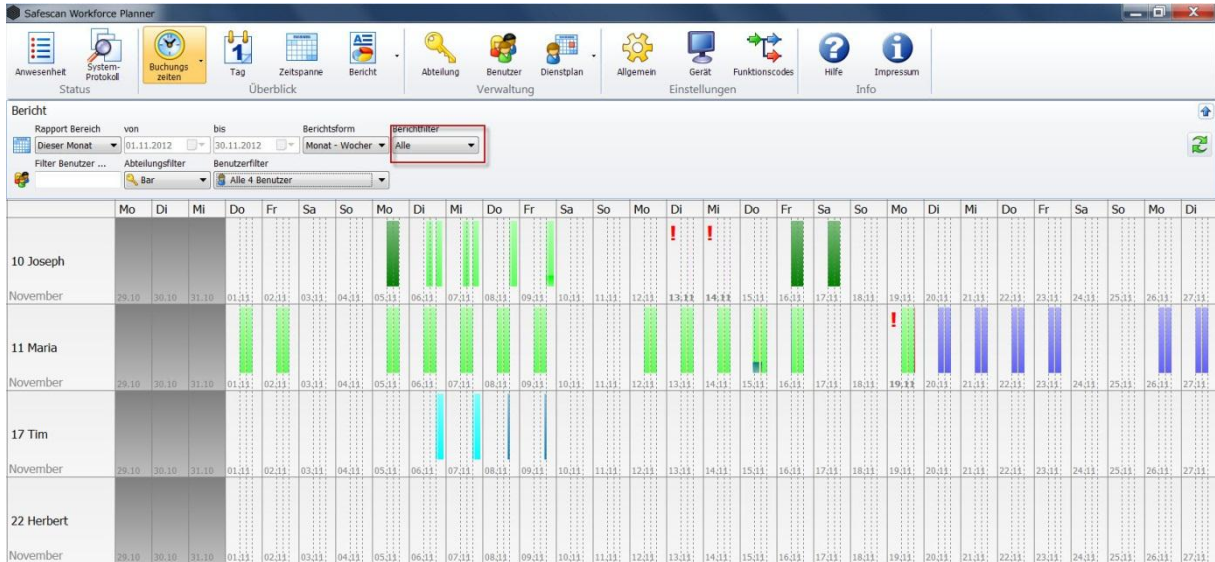 Safescan Workforce Planner
Anwesenheit
System-
Protokoll
Buchungs
zeiten
Tag
Zeitspanne
Bericht
Abteilung
Benutzer
Dienstplan
Allgemein
Gerät
Funktionscodes
Hilfe
Impressum
Status
Überblick
Verwaltung
Einstellungen
Info
Bericht
Rapport Bereich von bis Berichtsform Berichtfilter
Dieser Monat 01.11.2012 30.11.2012 Monat - Wocher Alle
Filter Benutzer ... Abteilungsfilter Benutzerfilter
Bar Alle 4 Benutzer
Mo Di Mi Do Fr Sa So Mo Di Mi Do Fr Sa So Mo Di Mi Do Fr Sa So Mo Di Mi Do Fr Sa So Mo Di
! !
10 Joseph
November 29.10 30.10 31.10 01.11 02.11 03.11 04.11 05.11 06.11 07.11 08.11 09.11 10.11 11.11 12.11 13.11 14.11 15.11 16.11 17.11 18.11 19.11 20.11 21.11 22.11 23.11 24.11 25.11 26.11 27.11
!
11 Maria
November 29.10 30.10 31.10 01.11 02.11 03.11 04.11 05.11 06.11 07.11 08.11 09.11 10.11 11.11 12.11 13.11 14.11 15.11 16.11 17.11 18.11 19.11 20.11 21.11 22.11 23.11 24.11 25.11 26.11 27.11
17 Tim
November 29.10 30.10 31.10 01.11 02.11 03.11 04.11 05.11 06.11 07.11 08.11 09.11 10.11 11.11 12.11 13.11 14.11 15.11 16.11 17.11 18.11 19.11 20.11 21.11 22.11 23.11 24.11 25.11 26.11 27.11
22 Herbert
November 29.10 30.10 31.10 01.11 02.11 03.11 04.11 05.11 06.11 07.11 08.11 09.11 10.11 11.11 12.11 13.11 14.11 15.11 16.11 17.11 18.11 19.11 20.11 21.11 22.11 23.11 24.11 25.11 26.11 27.11